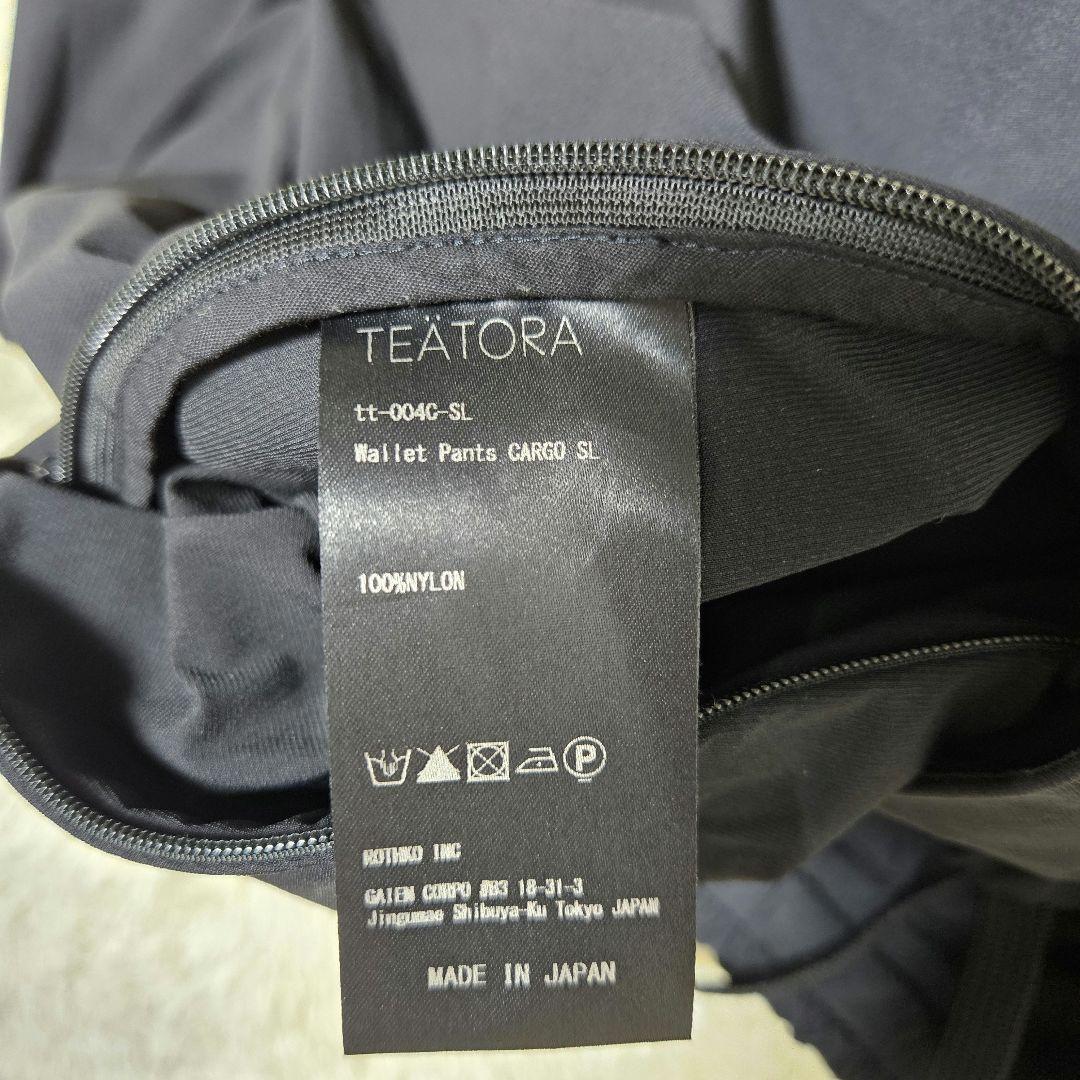 TEÄTORA
tt-004C-SL
Wallet Pants CARGO SL
100%NYLON
P
ROTHKO INC
GAIEN CORPO #B3 18-31-3
Jingumae Shibuya-Ku Tokyo JAPAN
MADE IN JAPAN